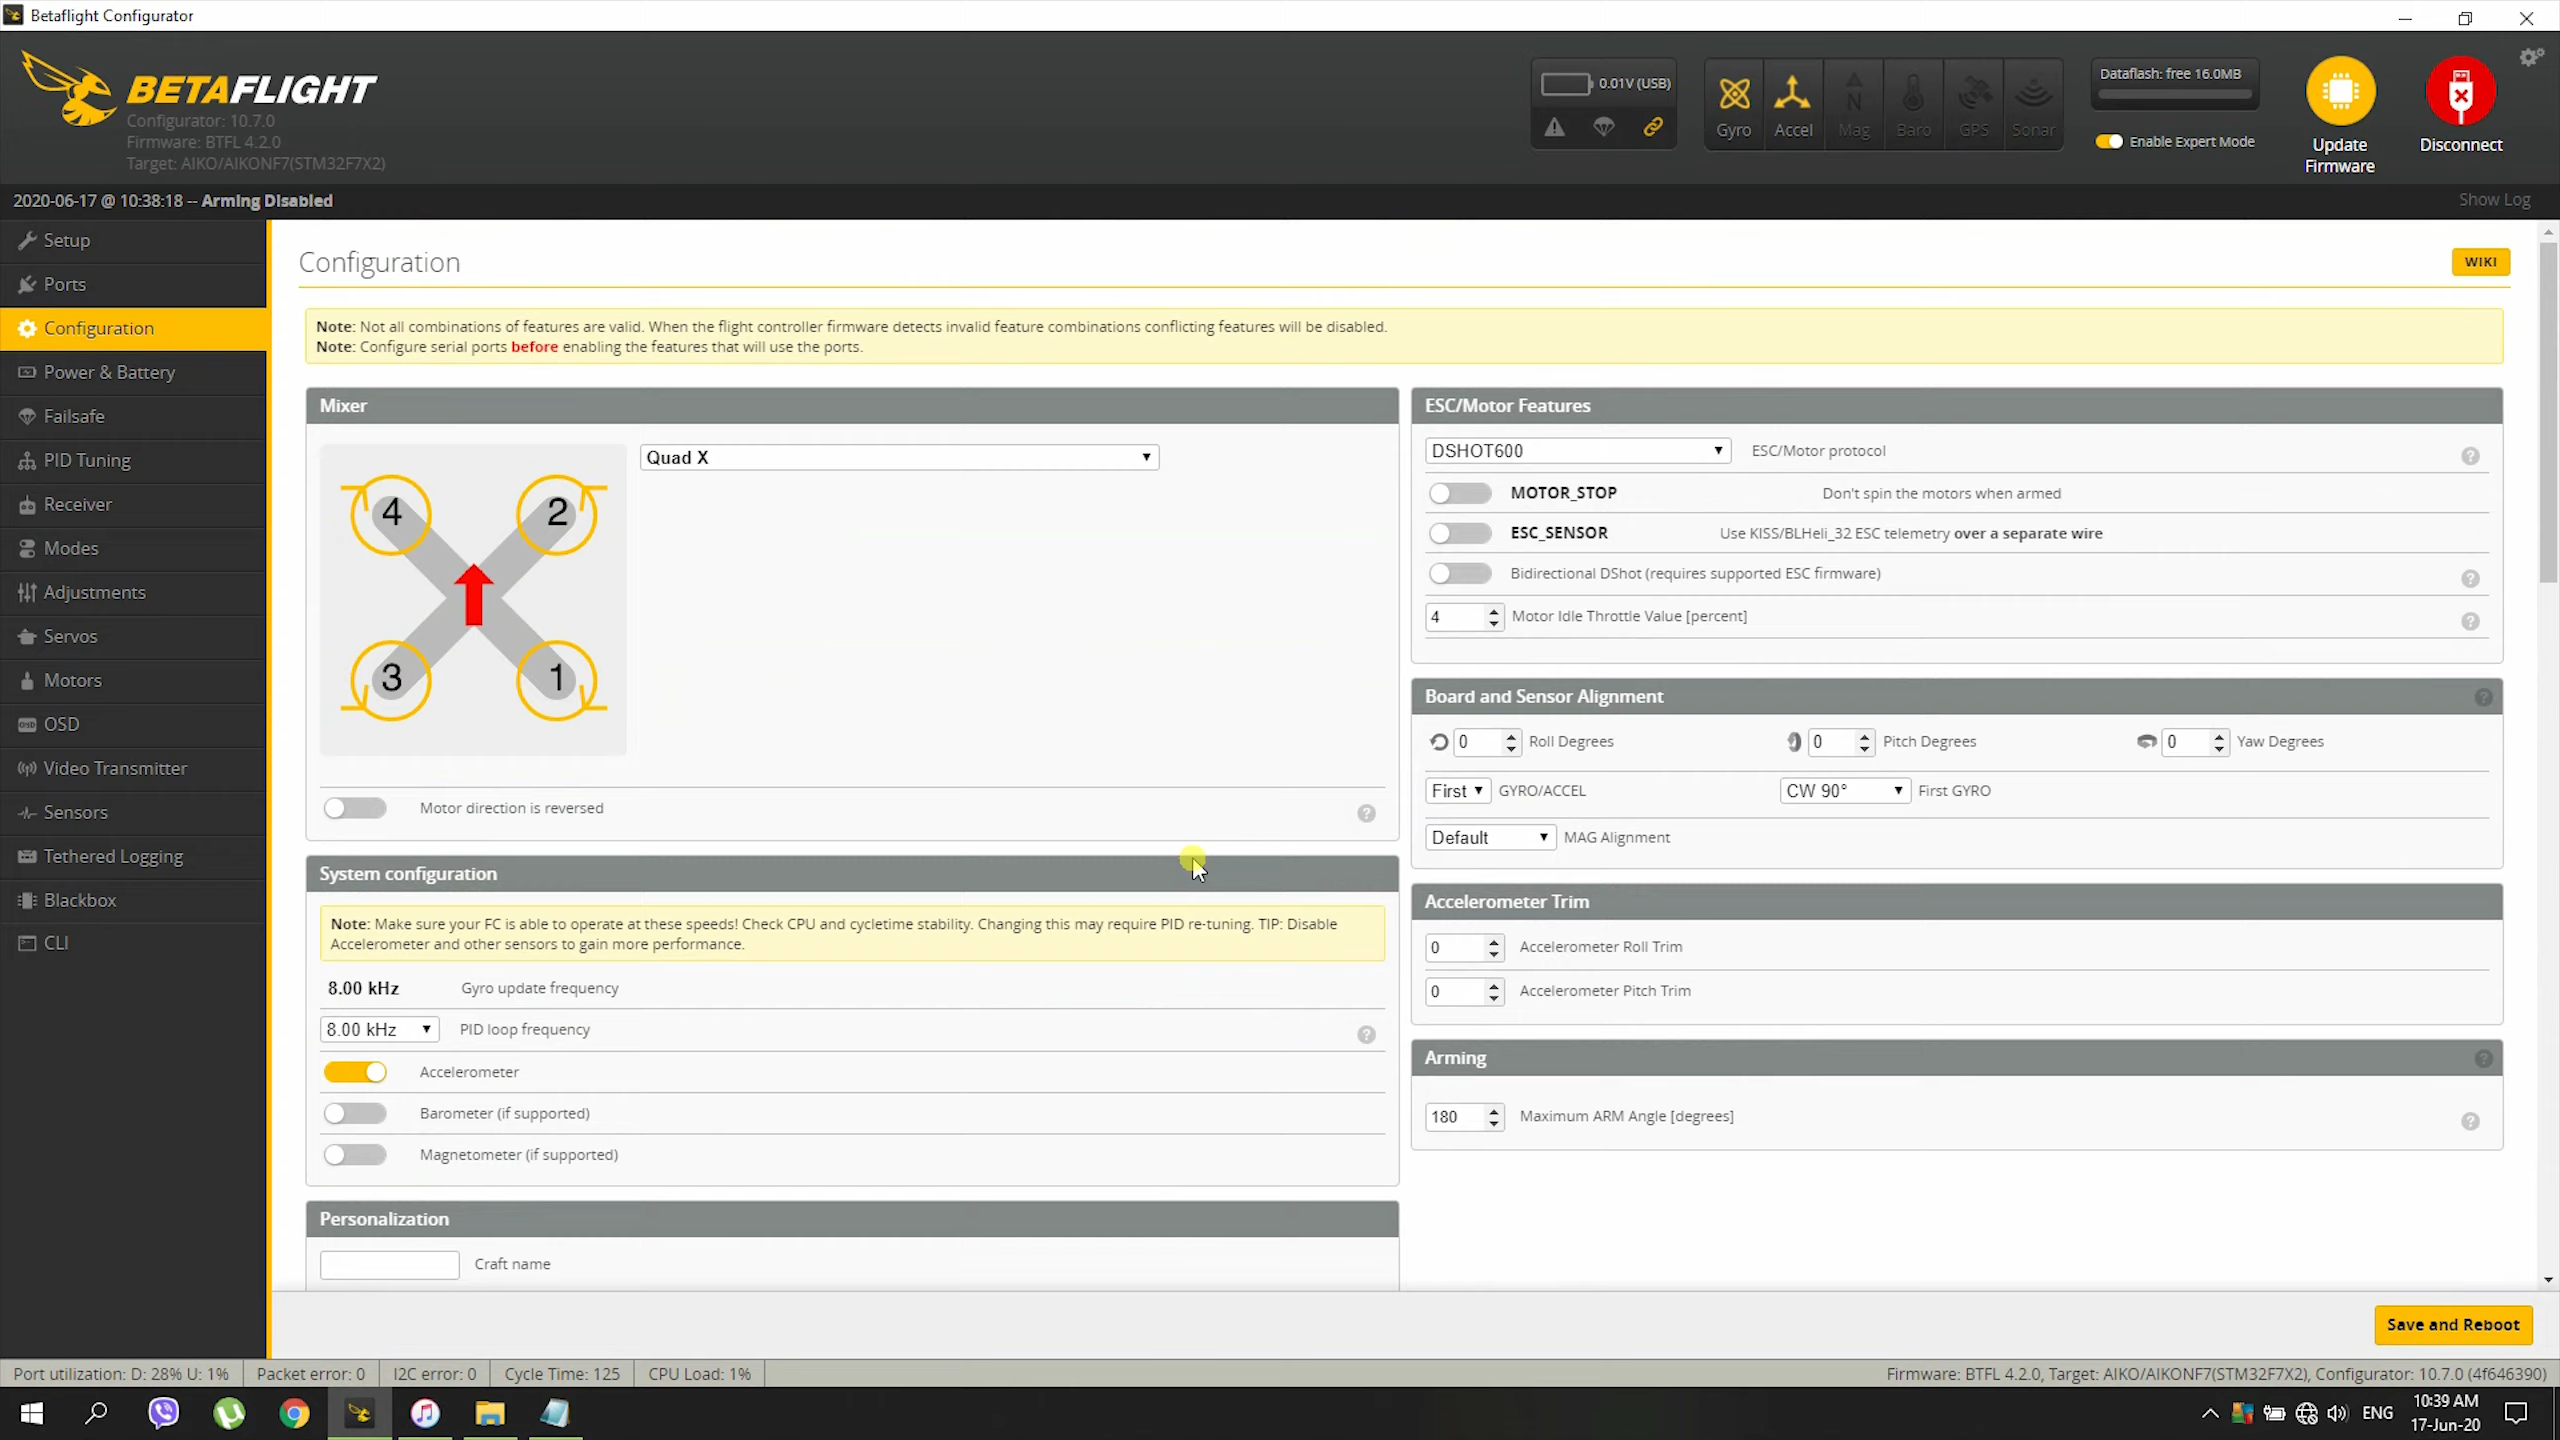 Betaflight Configurator
BETAFLIGHT
Configurator: 10.7.0
Firmware: BTFL 4.2.0
Target: AIKO/AIKONF7(STM32F7X2)
0.01V (USB)
Gyro
Accel
Mag
Baro
GPS
Sonar
Dataflash: free 16.0MB
Enable Expert Mode
Update
Firmware
Disconnect
2020-06-17 @ 10:38:18 -- Arming Disabled
Show Log
Setup
Ports
Configuration
Power & Battery
Failsafe
PID Tuning
Receiver
Modes
Adjustments
Servos
Motors
OSD
Video Transmitter
Sensors
Tethered Logging
Blackbox
CLI
Configuration
WIKI
Note: Not all combinations of features are valid. When the flight controller firmware detects invalid feature combinations conflicting features will be disabled.
Note: Configure serial ports before enabling the features that will use the ports.
Mixer
Quad X
4
2
3
1
Motor direction is reversed
System configuration
Note: Make sure your FC is able to operate at these speeds! Check CPU and cycletime stability. Changing this may require PID re-tuning. TIP: Disable
Accelerometer and other sensors to gain more performance.
8.00 kHz Gyro update frequency
8.00 kHz PID loop frequency
Accelerometer
Barometer (if supported)
Magnetometer (if supported)
Personalization
Craft name
ESC/Motor Features
DSHOT600 ESC/Motor protocol
MOTOR_STOP Don't spin the motors when armed
ESC_SENSOR Use KISS/BLHeli_32 ESC telemetry over a separate wire
Bidirectional DShot (requires supported ESC firmware)
4 Motor Idle Throttle Value [percent]
Board and Sensor Alignment
0 Roll Degrees 0 Pitch Degrees 0 Yaw Degrees
First GYRO/ACCEL CW 90° First GYRO
Default MAG Alignment
Accelerometer Trim
0 Accelerometer Roll Trim
0 Accelerometer Pitch Trim
Arming
180 Maximum ARM Angle [degrees]
Save and Reboot
Port utilization: D: 28% U: 1% Packet error: 0 I2C error: 0 Cycle Time: 125 CPU Load: 1%
Firmware: BTFL 4.2.0, Target: AIKO/AIKONF7(STM32F7X2), Configurator: 10.7.0 (4f646390)
ENG
10:39 AM
17-Jun-20